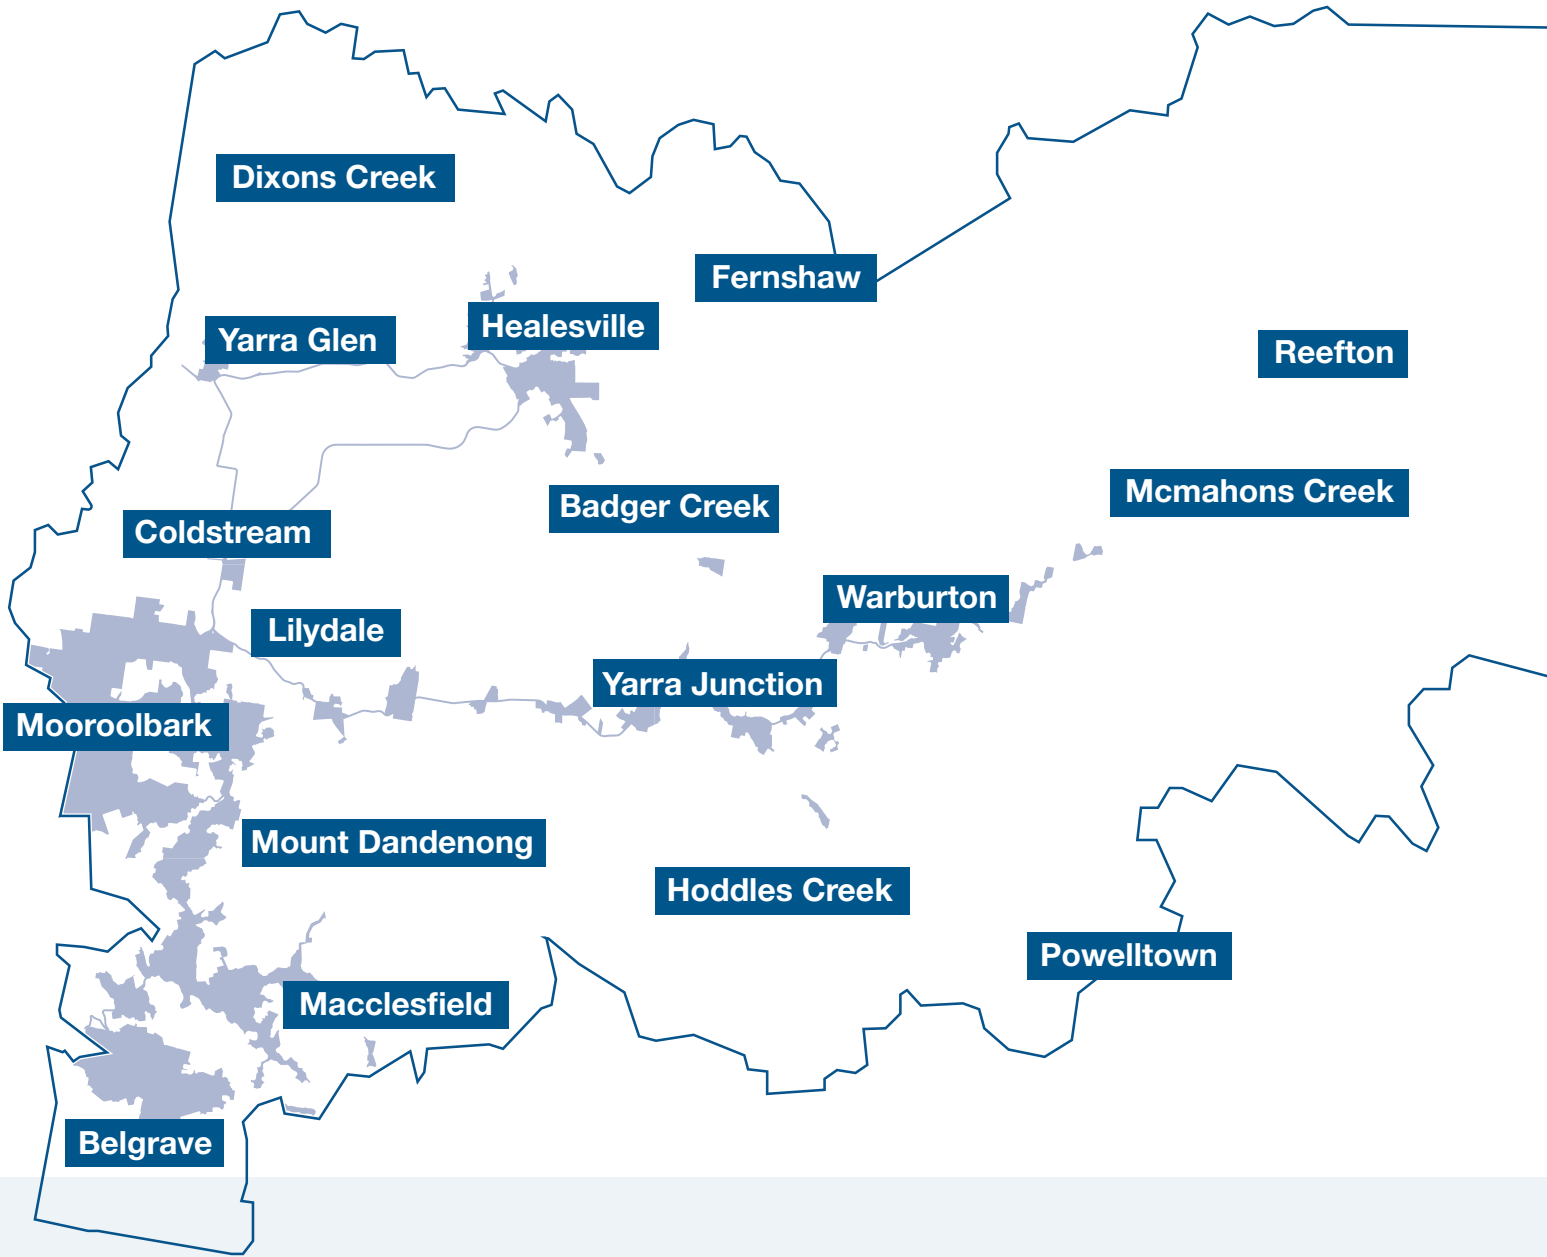 Dixons Creek
Fernshaw
Healesville
Yarra Glen
Reefton
Mcmahons Creek
Badger Creek
Coldstream
Warburton
Lilydale
Yarra Junction
Mooroolbark
Mount Dandenong
Hoddles Creek
Powelltown
Macclesfield
Belgrave